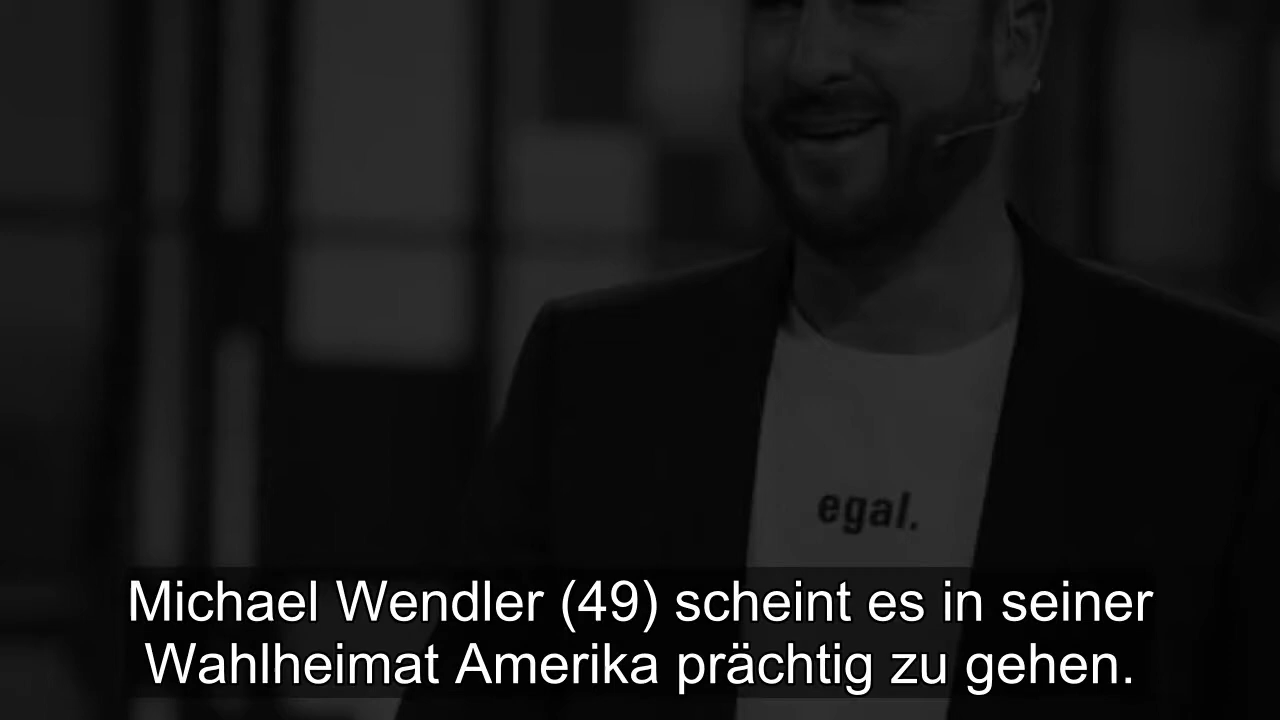 egal.
Michael Wendler (49) scheint es in seiner
Wahlheimat Amerika prächtig zu gehen.